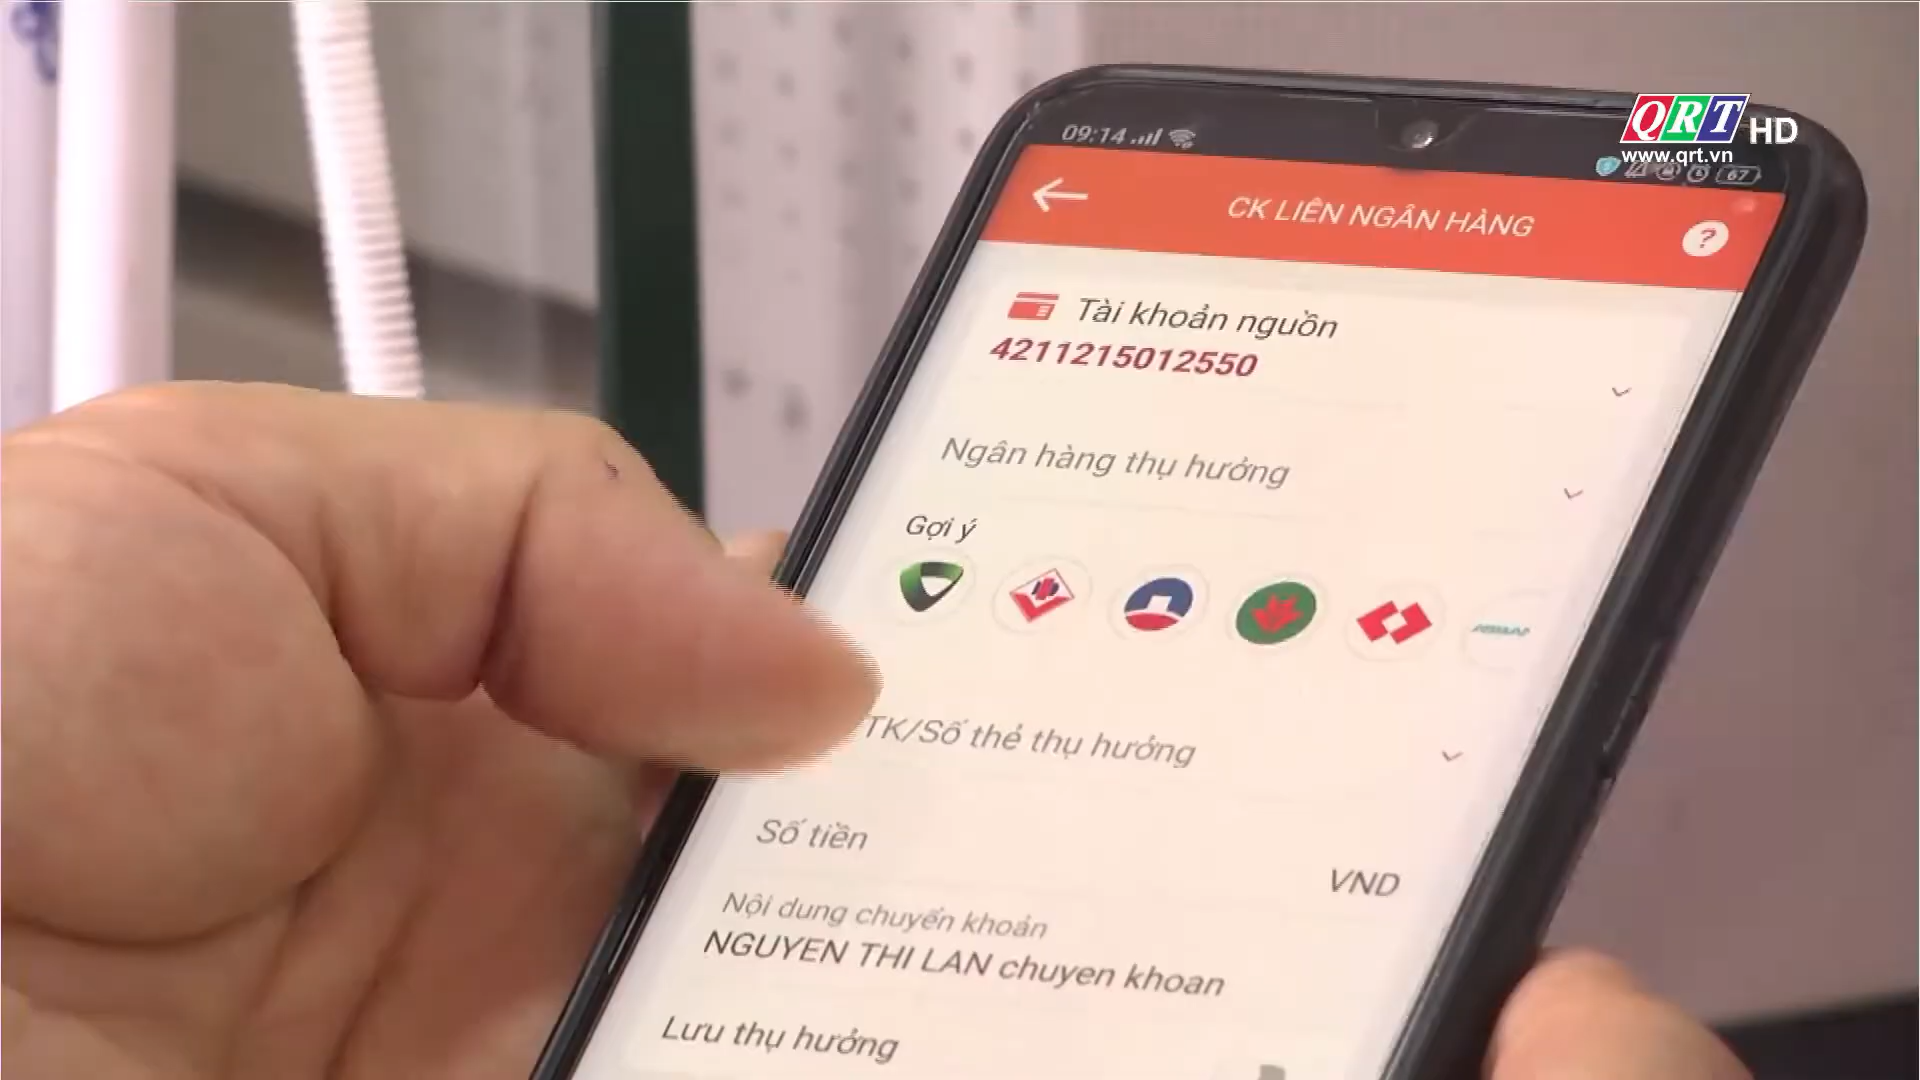 QRT HD
www.qrt.vn
09:14
67
CK LIÊN NGÂN HÀNG
?
Tài khoản nguồn
4211215012550
Ngân hàng thụ hưởng
Gợi ý
ABBANK
TK/Số thẻ thụ hưởng
Số tiền
VND
Nội dung chuyển khoản
NGUYEN THI LAN chuyen khoan
Lưu thụ hưởng